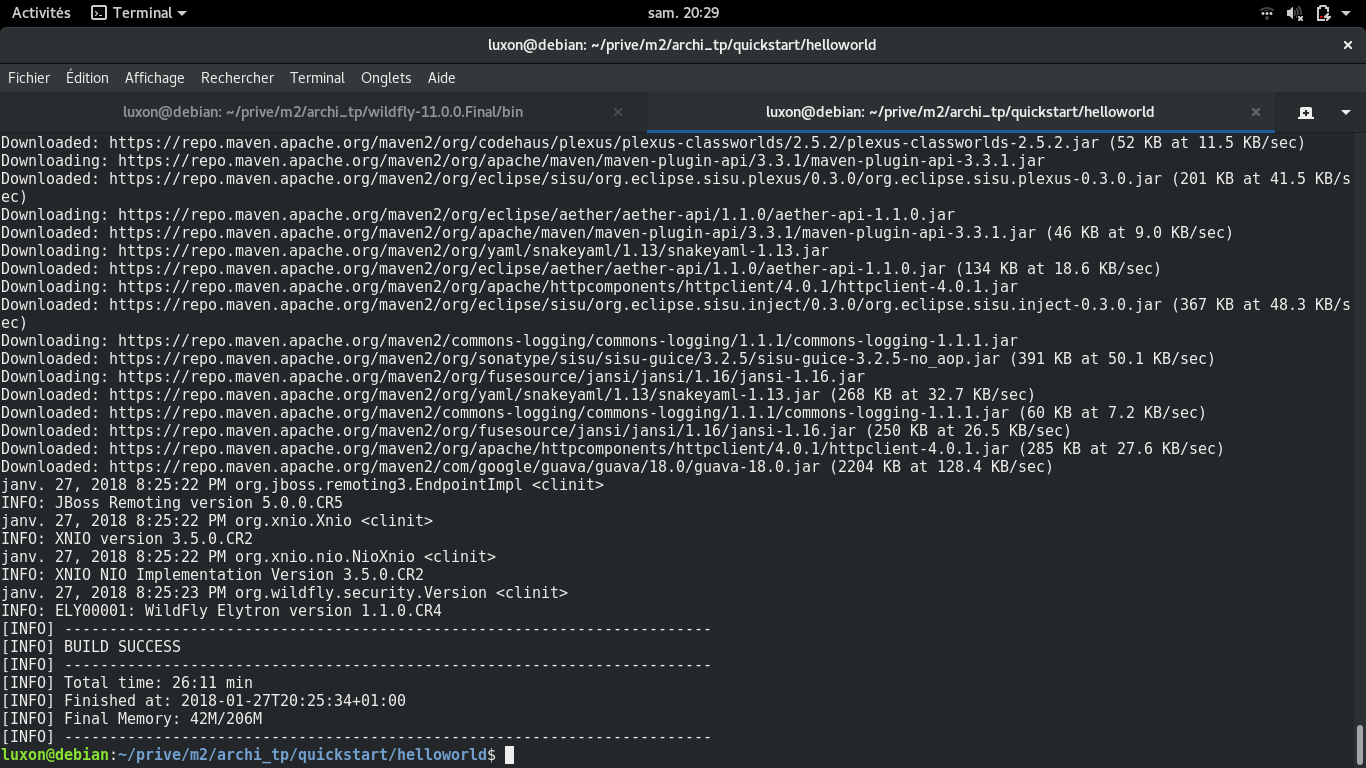 Activités
Terminal
sam. 20:29
luxon@debian: ~/prive/m2/archi_tp/quickstart/helloworld
Fichier Édition Affichage Rechercher Terminal Onglets Aide
luxon@debian: ~/prive/m2/archi_tp/wildfly-11.0.0.Final/bin
luxon@debian: ~/prive/m2/archi_tp/quickstart/helloworld
Downloaded: https://repo.maven.apache.org/maven2/org/codehaus/plexus/plexus-classworlds/2.5.2/plexus-classworlds-2.5.2.jar (52 KB at 11.5 KB/sec)
Downloading: https://repo.maven.apache.org/maven2/org/apache/maven/maven-plugin-api/3.3.1/maven-plugin-api-3.3.1.jar
Downloaded: https://repo.maven.apache.org/maven2/org/eclipse/sisu/org.eclipse.sisu.plexus/0.3.0/org.eclipse.sisu.plexus-0.3.0.jar (201 KB at 41.5 KB/s
ec)
Downloading: https://repo.maven.apache.org/maven2/org/eclipse/aether/aether-api/1.1.0/aether-api-1.1.0.jar
Downloaded: https://repo.maven.apache.org/maven2/org/apache/maven/maven-plugin-api/3.3.1/maven-plugin-api-3.3.1.jar (46 KB at 9.0 KB/sec)
Downloading: https://repo.maven.apache.org/maven2/org/yaml/snakeyaml/1.13/snakeyaml-1.13.jar
Downloaded: https://repo.maven.apache.org/maven2/org/eclipse/aether/aether-api/1.1.0/aether-api-1.1.0.jar (134 KB at 18.6 KB/sec)
Downloading: https://repo.maven.apache.org/maven2/org/apache/httpcomponents/httpclient/4.0.1/httpclient-4.0.1.jar
Downloaded: https://repo.maven.apache.org/maven2/org/eclipse/sisu/org.eclipse.sisu.inject/0.3.0/org.eclipse.sisu.inject-0.3.0.jar (367 KB at 48.3 KB/s
ec)
Downloading: https://repo.maven.apache.org/maven2/commons-logging/commons-logging/1.1.1/commons-logging-1.1.1.jar
Downloaded: https://repo.maven.apache.org/maven2/org/sonatype/sisu/sisu-guice/3.2.5/sisu-guice-3.2.5-no_aop.jar (391 KB at 50.1 KB/sec)
Downloading: https://repo.maven.apache.org/maven2/org/fusesource/jansi/jansi/1.16/jansi-1.16.jar
Downloaded: https://repo.maven.apache.org/maven2/org/yaml/snakeyaml/1.13/snakeyaml-1.13.jar (268 KB at 32.7 KB/sec)
Downloaded: https://repo.maven.apache.org/maven2/commons-logging/commons-logging/1.1.1/commons-logging-1.1.1.jar (60 KB at 7.2 KB/sec)
Downloaded: https://repo.maven.apache.org/maven2/org/fusesource/jansi/jansi/1.16/jansi-1.16.jar (250 KB at 26.5 KB/sec)
Downloaded: https://repo.maven.apache.org/maven2/org/apache/httpcomponents/httpclient/4.0.1/httpclient-4.0.1.jar (285 KB at 27.6 KB/sec)
Downloaded: https://repo.maven.apache.org/maven2/com/google/guava/guava/18.0/guava-18.0.jar (2204 KB at 128.4 KB/sec)
janv. 27, 2018 8:25:22 PM org.jboss.remoting3.EndpointImpl <clinit>
INFO: JBoss Remoting version 5.0.0.CR5
janv. 27, 2018 8:25:22 PM org.xnio.Xnio <clinit>
INFO: XNIO version 3.5.0.CR2
janv. 27, 2018 8:25:22 PM org.xnio.nio.NioXnio <clinit>
INFO: XNIO NIO Implementation Version 3.5.0.CR2
janv. 27, 2018 8:25:23 PM org.wildfly.security.Version <clinit>
INFO: ELY00001: WildFly Elytron version 1.1.0.CR4
[INFO] ------------------------------------------------------------------------
[INFO] BUILD SUCCESS
[INFO] ------------------------------------------------------------------------
[INFO] Total time: 26:11 min
[INFO] Finished at: 2018-01-27T20:25:34+01:00
[INFO] Final Memory: 42M/206M
[INFO] ------------------------------------------------------------------------
luxon@debian:~/prive/m2/archi_tp/quickstart/helloworld$